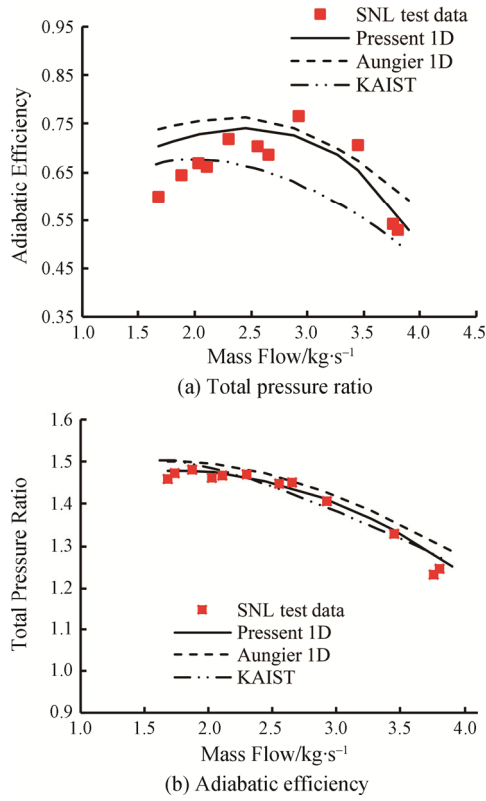 0.95
0.85
0.75
0.65
0.55
0.45
0.35
Adiabatic Efficiency
SNL test data
Pressent 1D
Aungier 1D
KAIST
1.0 1.5 2.0 2.5 3.0 3.5 4.0 4.5
Mass Flow/kg·s⁻¹
(a) Total pressure ratio
1.6
1.5
1.4
1.3
1.2
1.1
1.0
0.9
Total Pressure Ratio
SNL test data
Pressent 1D
Aungier 1D
KAIST
1.0 1.5 2.0 2.5 3.0 3.5 4.0
Mass Flow/kg·s⁻¹
(b) Adiabatic efficiency